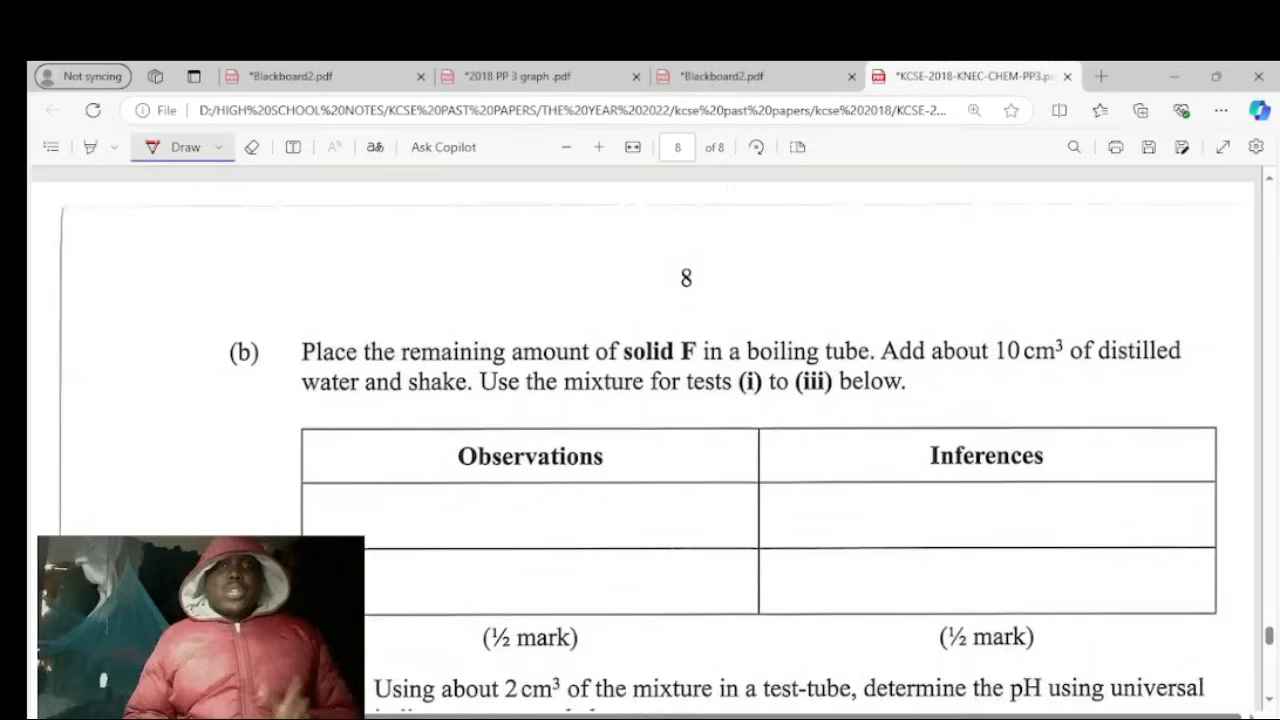 Not syncing
*Blackboard2.pdf
*2018 PP 3 graph .pdf
*Blackboard2.pdf
*KCSE-2018-KNEC-CHEM-PP3.p
File
D:/HIGH%20SCHOOL%20NOTES/KCSE%20PAST%20PAPERS/THE%20YEAR%202022/kcse%20past%20papers/kcse%202018/KCSE-2...
Draw
Ask Copilot
8 of 8
8
(b) Place the remaining amount of solid F in a boiling tube. Add about 10 cm³ of distilled
water and shake. Use the mixture for tests (i) to (iii) below.
Observations Inferences
(½ mark) (½ mark)
Using about 2 cm³ of the mixture in a test-tube, determine the pH using universal